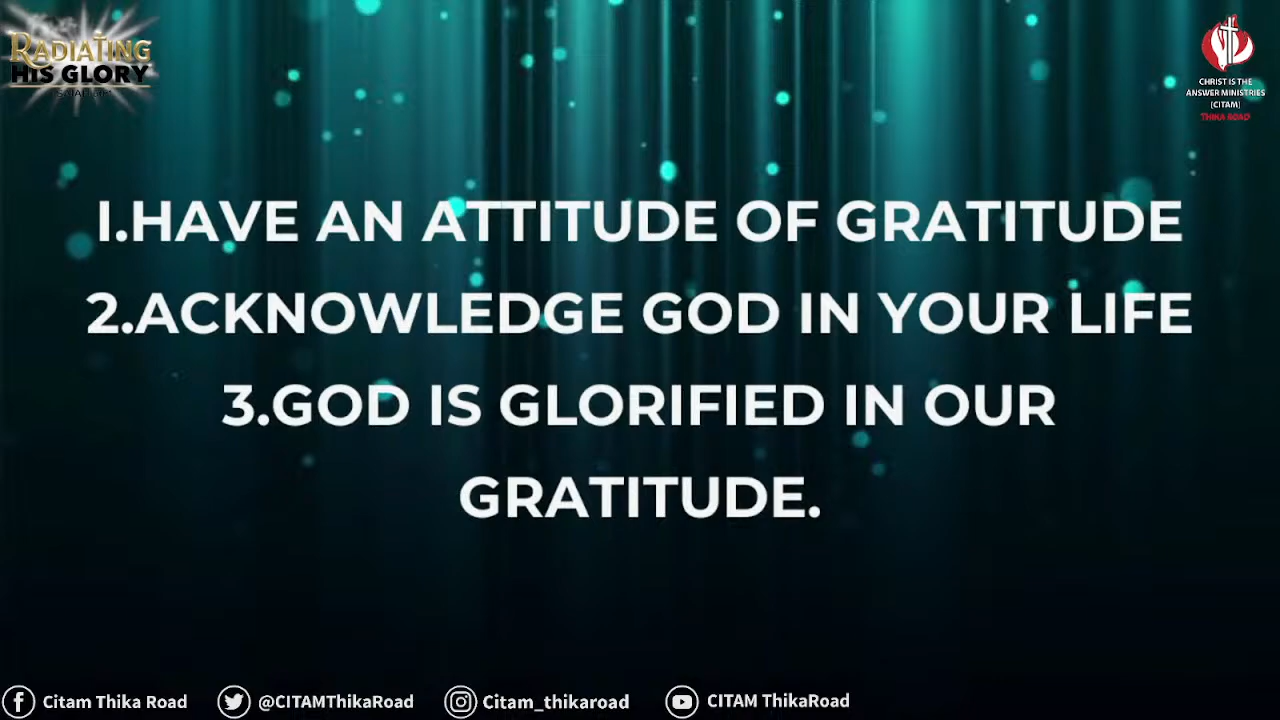 RADIATING
HIS GLORY
CHRIST IS THE
ANSWER MINISTRIES
(CITAM)
THIKA ROAD
1.HAVE AN ATTITUDE OF GRATITUDE
2.ACKNOWLEDGE GOD IN YOUR LIFE
3.GOD IS GLORIFIED IN OUR
GRATITUDE.
Citam Thika Road
@CITAMThikaRoad
Citam_thikaroad
CITAM ThikaRoad